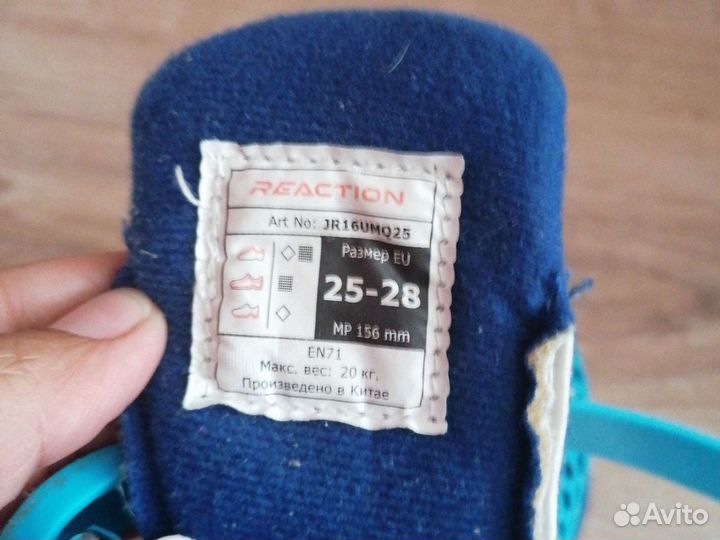 REACTION
Art No: JR16UMQ25
Размер EU
25-28
MP 156 mm
EN71
Макс. вес: 20 кг.
Произведено в Китае
Avito